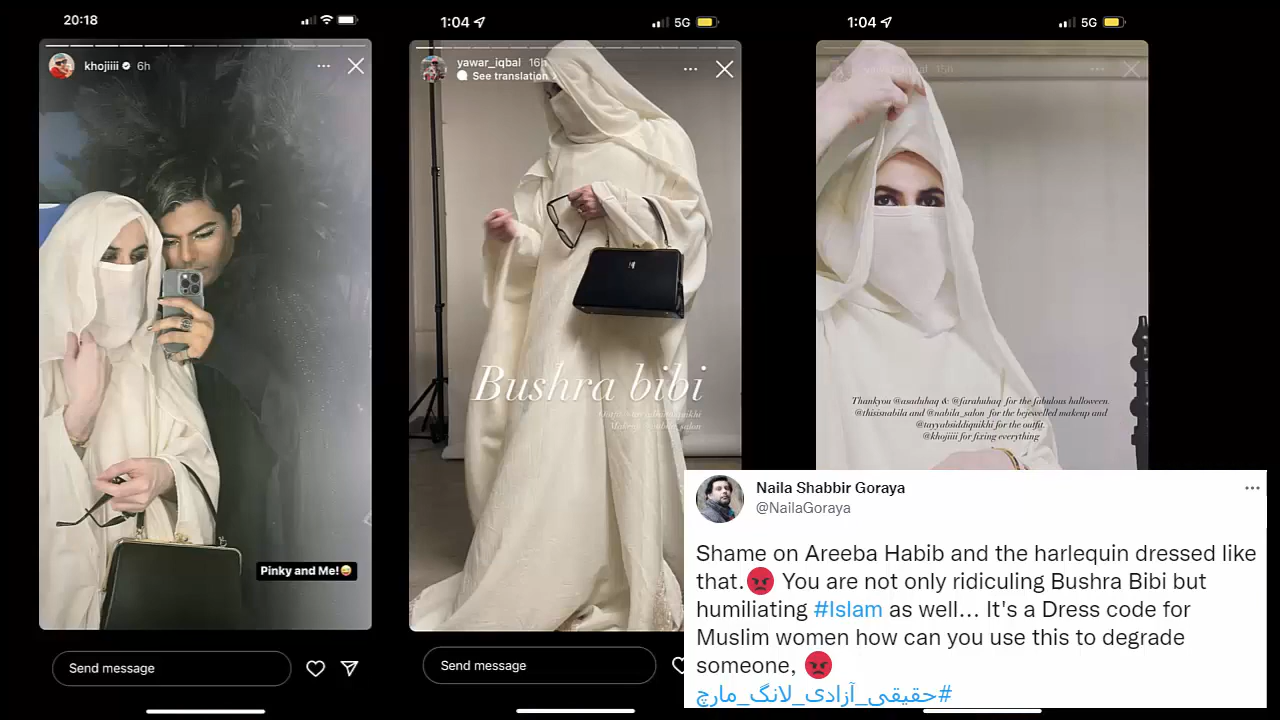 20:18
khojiiii 6h
Pinky and Me!😄
Send message
1:04
5G
yawar_iqbal 16h
See translation
Bushra bibi
Send message
1:04
5G
15h
Thankyou @asaduhaq & @farahuhaq for the fabulous halloween.
@thisisnabila and @nabila_salon for the bejewelled makeups and
@tayyabsiddiquikhi for the outfit.
@khojiiii for fixing everything
Naila Shabbir Goraya
@NailaGoraya
Shame on Areeba Habib and the harlequin dressed like
that.😡 You are not only ridiculing Bushra Bibi but
humiliating #Islam as well... It's a Dress code for
Muslim women how can you use this to degrade
someone, 😡
#حقیقی_آزادی_لانگ_مارچ